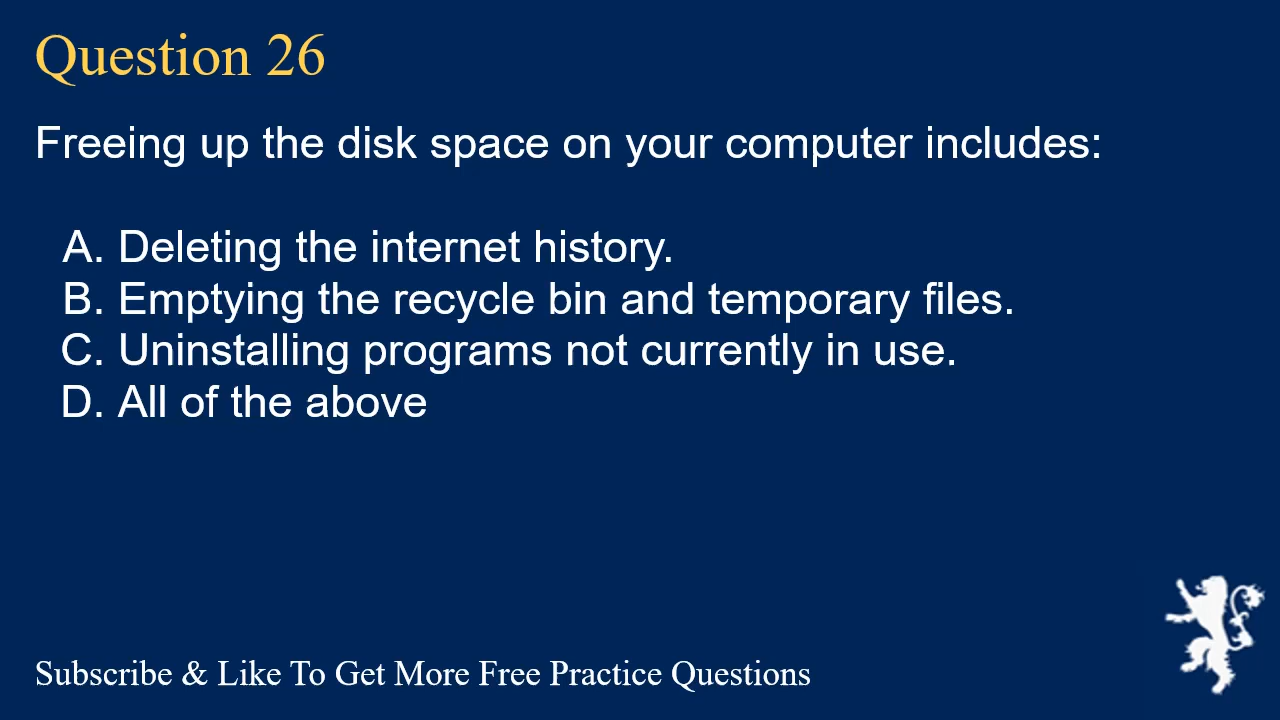 Question 26
Freeing up the disk space on your computer includes:
A. Deleting the internet history.
B. Emptying the recycle bin and temporary files.
C. Uninstalling programs not currently in use.
D. All of the above
Subscribe & Like To Get More Free Practice Questions